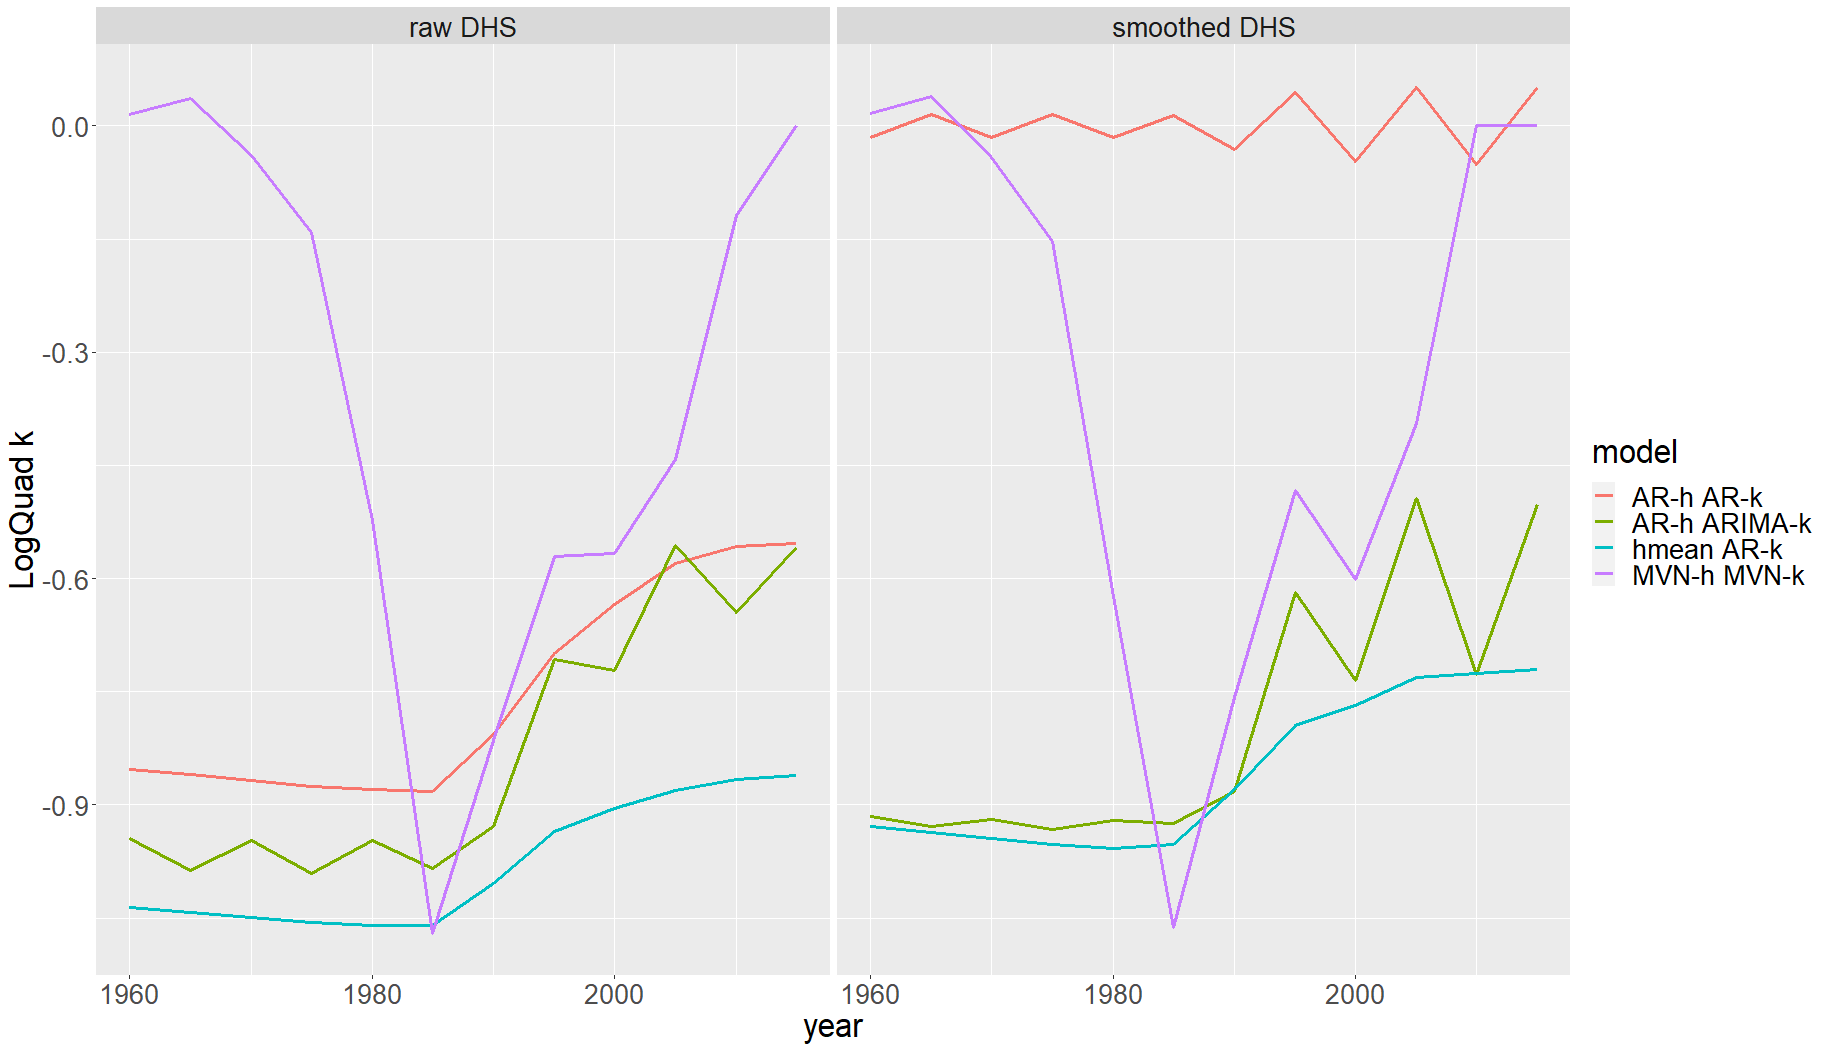 raw DHS
smoothed DHS
LogQuad k
0.0
-0.3
-0.6
-0.9
1960
1980
2000
1960
1980
2000
year
model
AR-h AR-k
AR-h ARIMA-k
hmean AR-k
MVN-h MVN-k